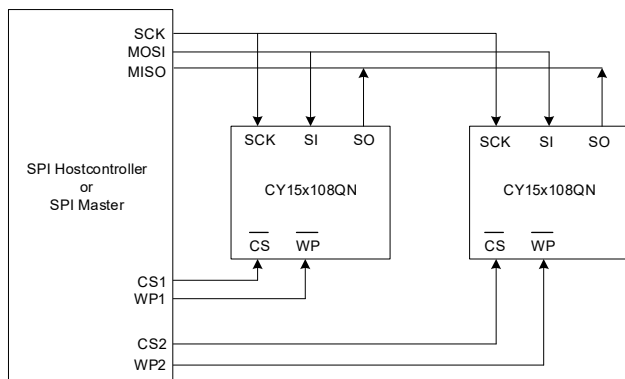 SCK
MOSI
MISO
SCK SI SO
SCK SI SO
SPI Hostcontroller
or
SPI Master
CY15x108QN
CY15x108QN
CS WP
CS WP
CS1
WP1
CS2
WP2